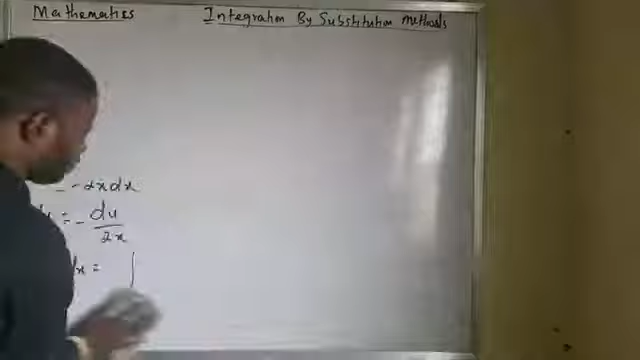 Mathematics
Integration By Substitution methods
- -2xdx
= - du
2x
=